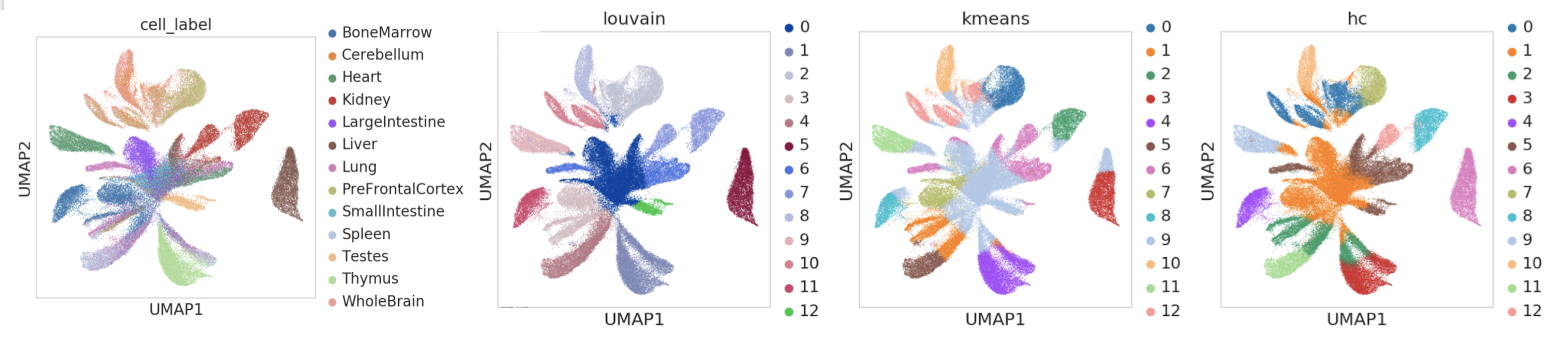 cell_label
UMAP2
UMAP1
BoneMarrow
Cerebellum
Heart
Kidney
LargeIntestine
Liver
Lung
PreFrontalCortex
SmallIntestine
Spleen
Testes
Thymus
WholeBrain
louvain
UMAP2
UMAP1
0
1
2
3
4
5
6
7
8
9
10
11
12
kmeans
UMAP2
UMAP1
0
1
2
3
4
5
6
7
8
9
10
11
12
hc
UMAP2
UMAP1
0
1
2
3
4
5
6
7
8
9
10
11
12